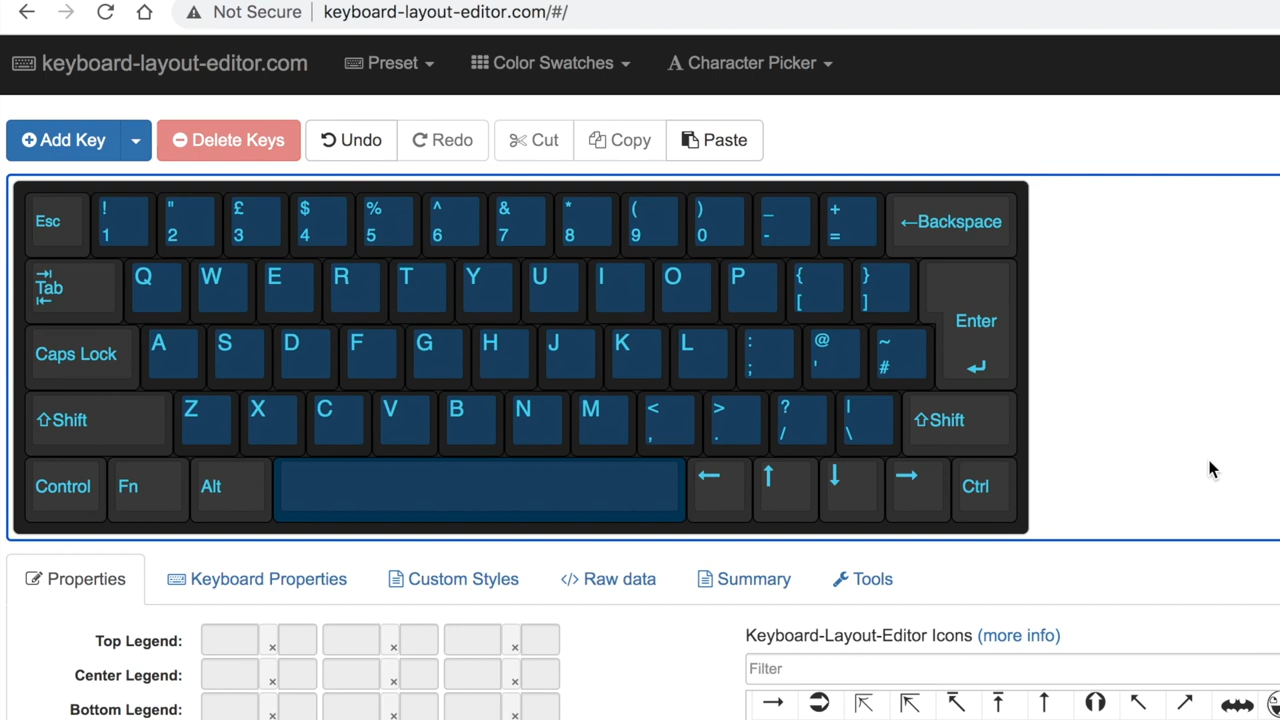 Not Secure keyboard-layout-editor.com/#/
keyboard-layout-editor.com Preset Color Swatches A Character Picker
Add Key Delete Keys Undo Redo Cut Copy Paste
Esc ! 1 " 2 £ 3 $ 4 % 5 ^ 6 & 7 * 8 ( 9 ) 0 _ - + = ←Backspace
⇥ Tab ⇤ Q W E R T Y U I O P { [ } ]
Enter ↵
Caps Lock A S D F G H J K L : ; @ ' ~ #
⇧Shift Z X C V B N M < , > . ? / | \ ⇧Shift
Control Fn Alt ← ↑ ↓ → Ctrl
Properties Keyboard Properties Custom Styles </> Raw data Summary Tools
Top Legend: × × ×
Center Legend: × × ×
Bottom Legend: × × ×
Keyboard-Layout-Editor Icons (more info)
Filter